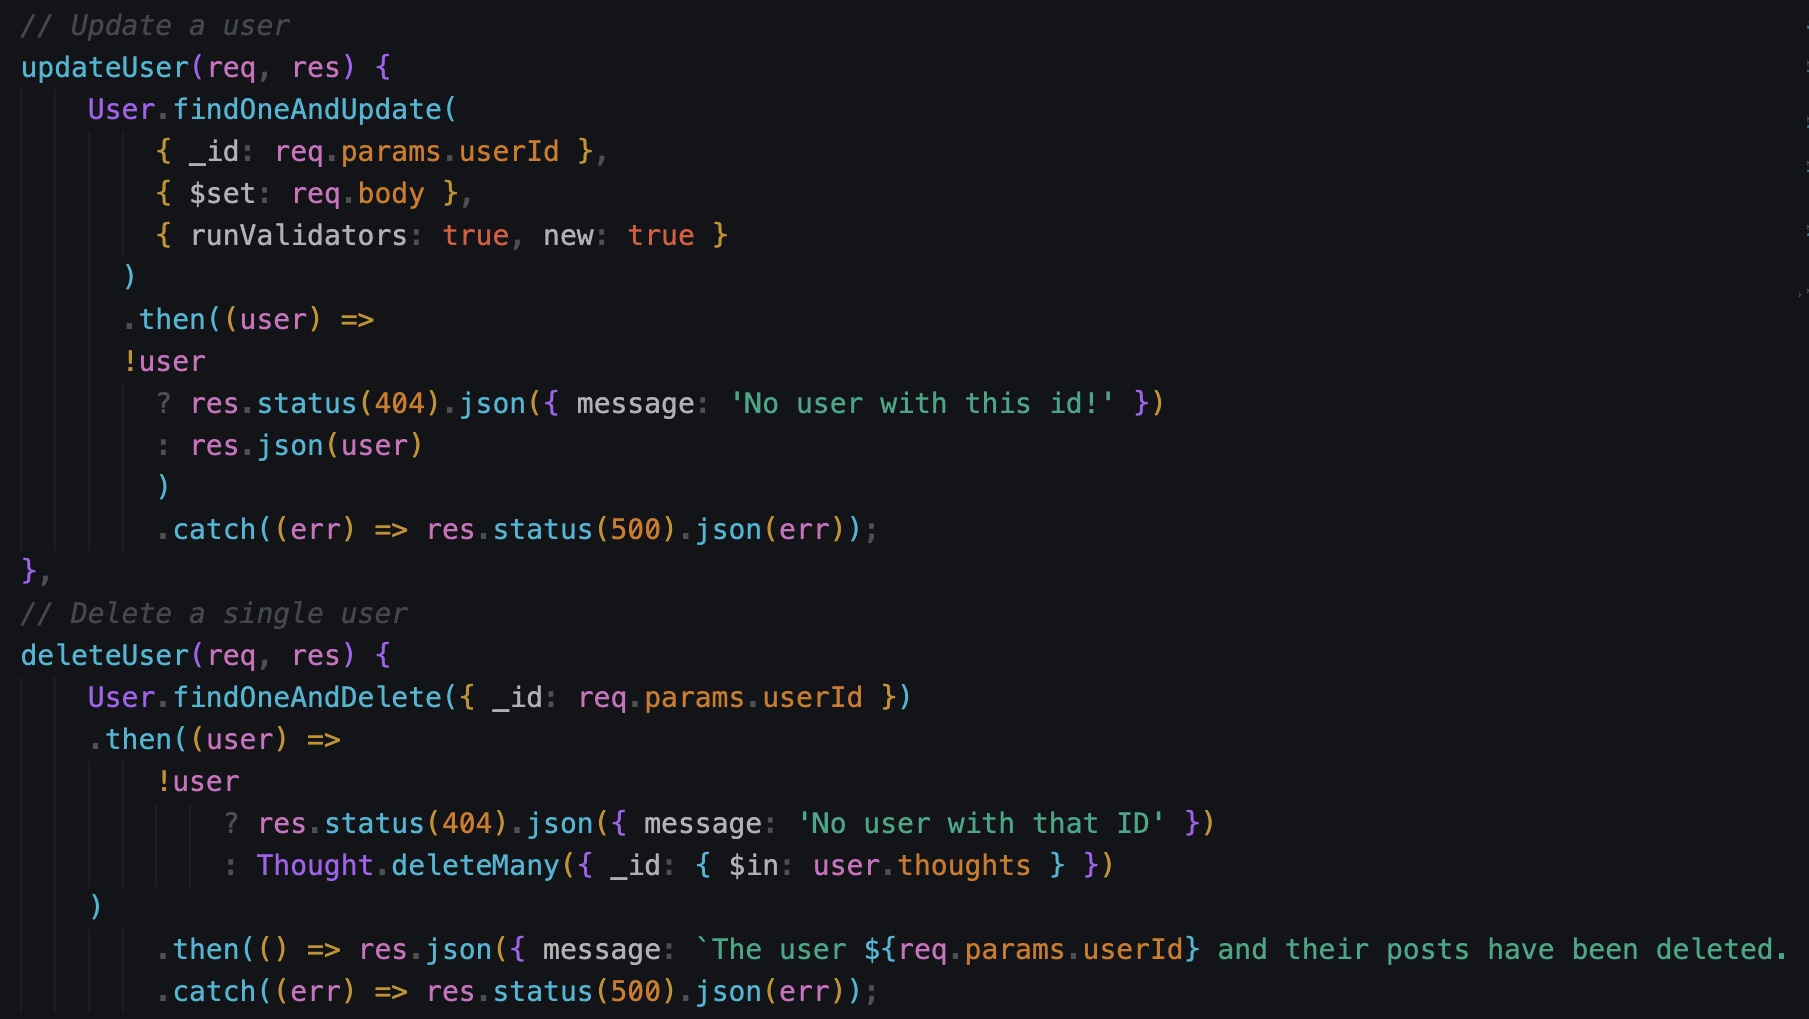 // Update a user
updateUser(req, res) {
    User.findOneAndUpdate(
        { _id: req.params.userId },
        { $set: req.body },
        { runValidators: true, new: true }
      )
      .then((user) =>
      !user
        ? res.status(404).json({ message: 'No user with this id!' })
        : res.json(user)
        )
        .catch((err) => res.status(500).json(err));
},
// Delete a single user
deleteUser(req, res) {
    User.findOneAndDelete({ _id: req.params.userId })
    .then((user) =>
        !user
            ? res.status(404).json({ message: 'No user with that ID' })
            : Thought.deleteMany({ _id: { $in: user.thoughts } })
    )
        .then(() => res.json({ message: `The user ${req.params.userId} and their posts have been deleted.
        .catch((err) => res.status(500).json(err));